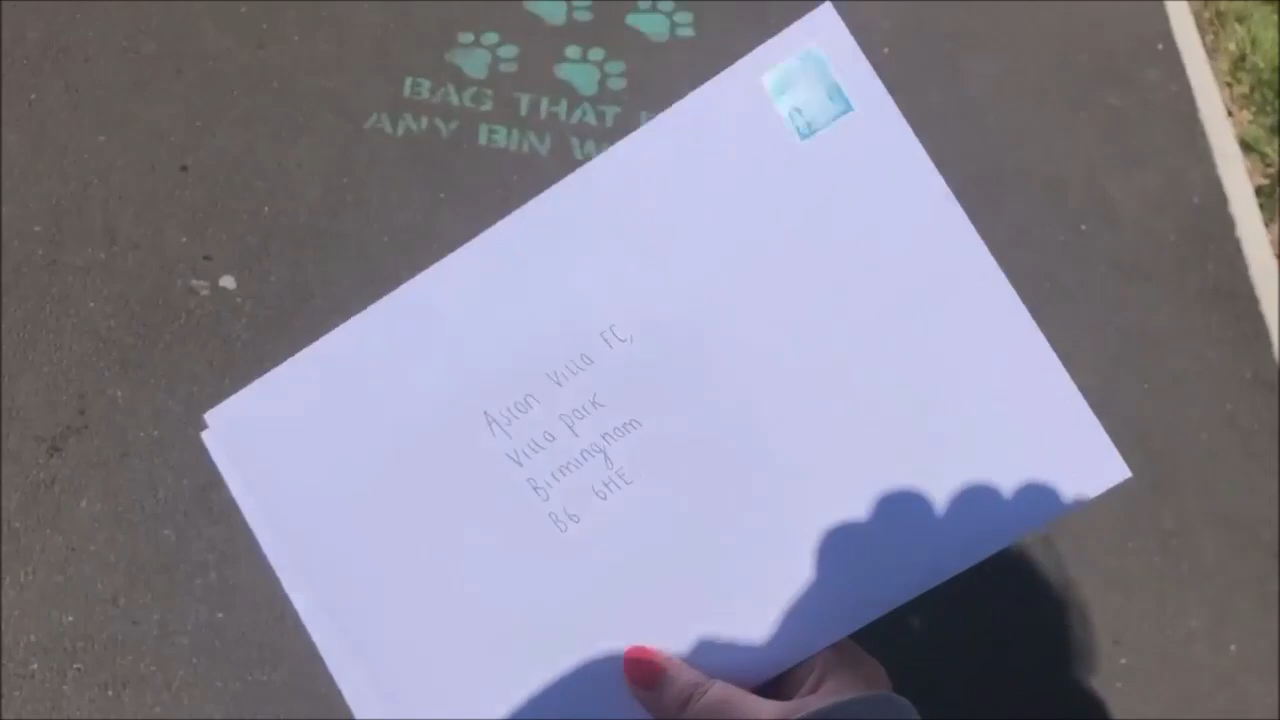 BAG THAT
ANY BIN
Aston Villa FC,
Villa park
Birmingham
B6 6HE